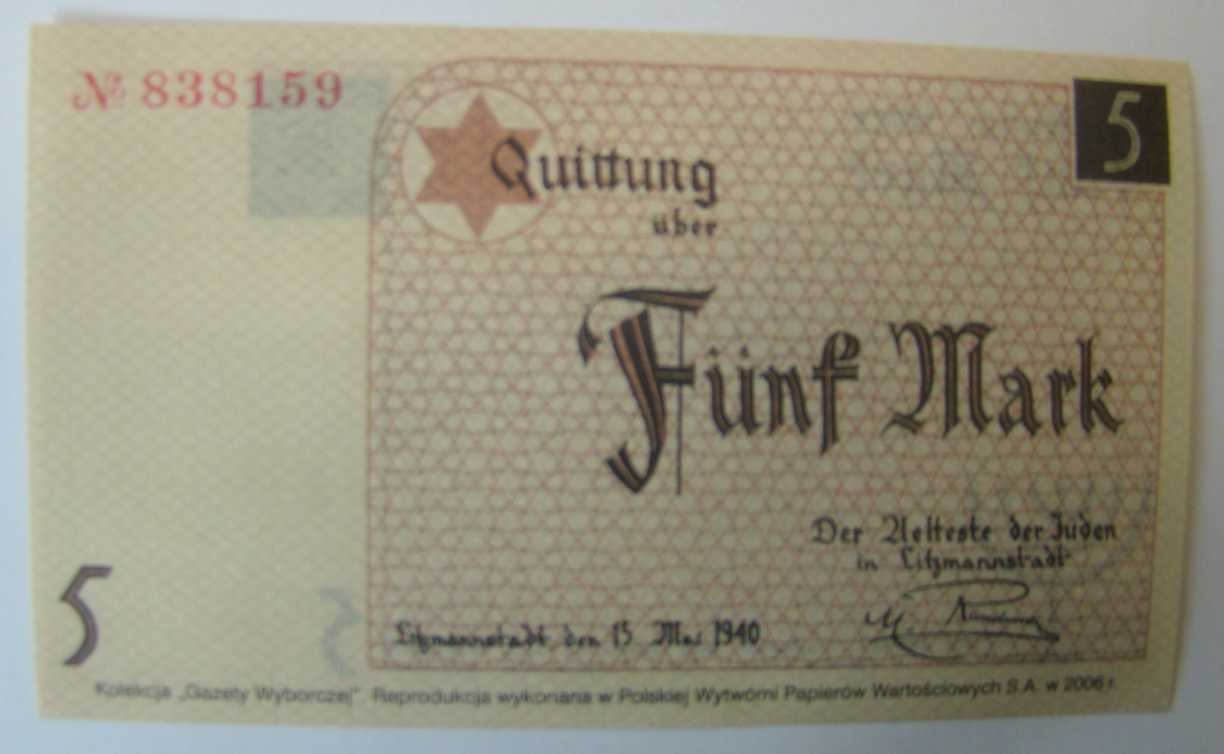 № 838159
5
Quittung
über
Fünf Mark
Der Aelteste der Juden
in Litzmannstadt
Litzmannstadt, den 15. Mai 1940
5
Kolekcja „Gazety Wyborczej”. Reprodukcja wykonana w Polskiej Wytwórni Papierów Wartościowych S.A. w 2006 r.